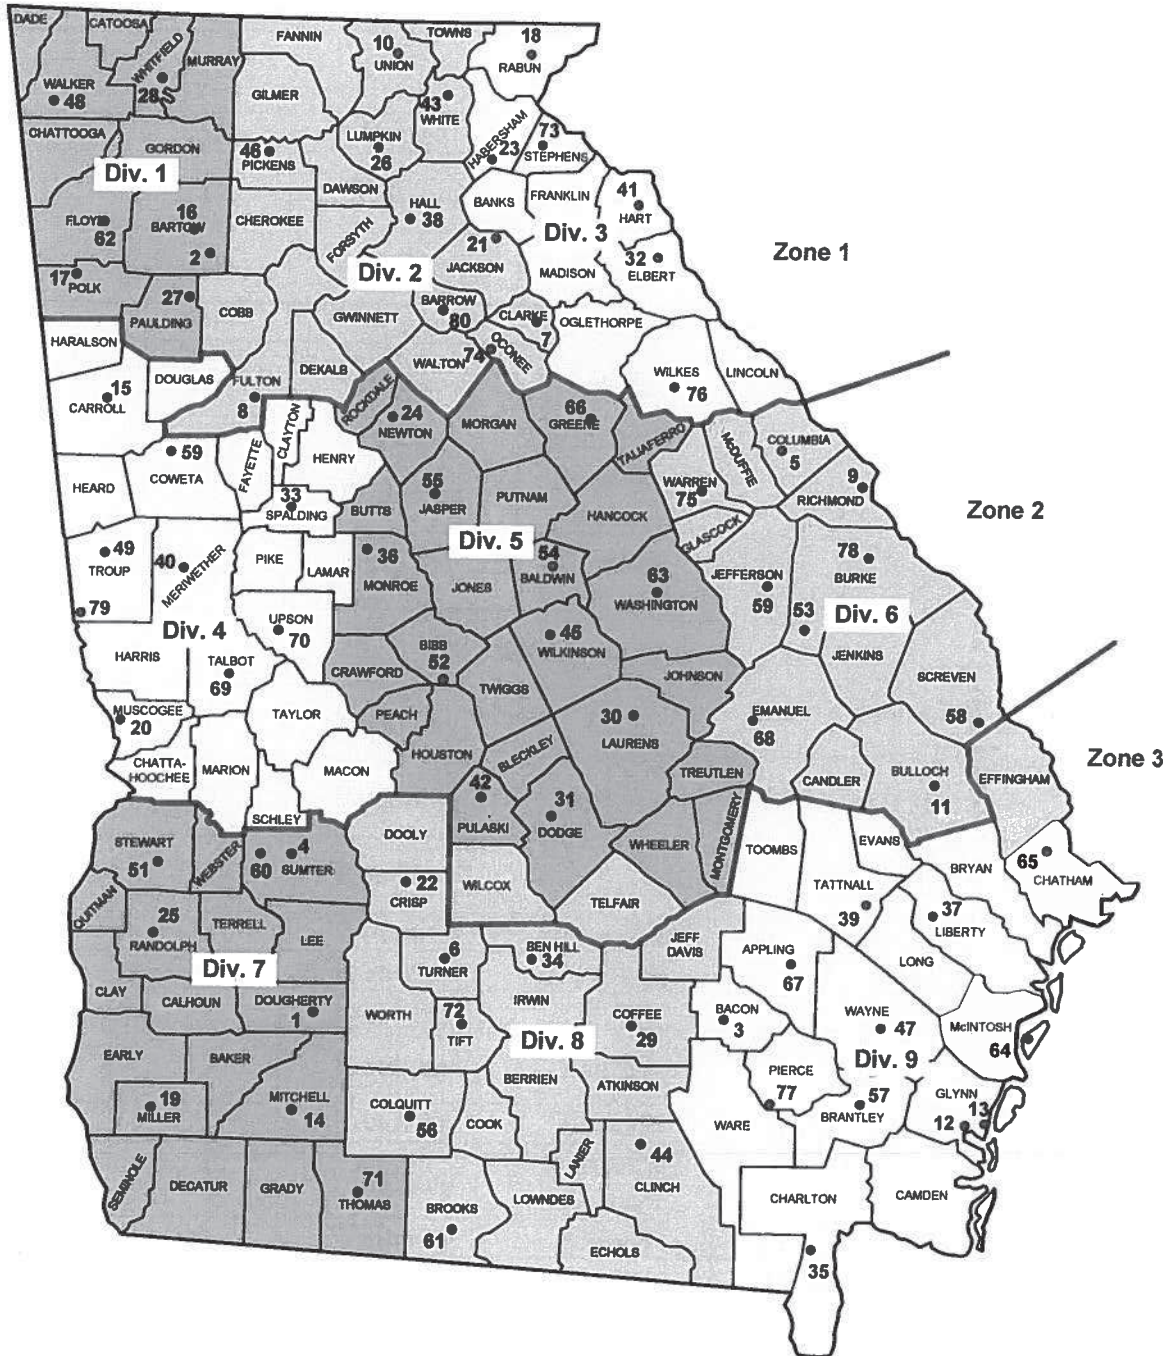 DADE
CATOOSA
WHITFIELD
28
MURRAY
FANNIN
10
UNION
TOWNS
18
RABUN
WALKER
48
GILMER
43
WHITE
HABERSHAM
23
73
STEPHENS
CHATTOOGA
GORDON
46
PICKENS
LUMPKIN
26
Div. 1
DAWSON
BANKS
FRANKLIN
41
HART
FLOYD
62
16
BARTOW
2
CHEROKEE
FORSYTH
HALL
38
Div. 3
Zone 1
21
JACKSON
MADISON
32
ELBERT
17
POLK
27
PAULDING
COBB
Div. 2
GWINNETT
BARROW
80
CLARKE
7
OGLETHORPE
HARALSON
DOUGLAS
FULTON
8
DEKALB
WALTON
74
OCONEE
WILKES
76
LINCOLN
15
CARROLL
ROCKDALE
24
NEWTON
MORGAN
66
GREENE
TALIAFERRO
McDUFFIE
COLUMBIA
5
59
COWETA
FAYETTE
CLAYTON
HENRY
HEARD
33
SPALDING
BUTTS
55
JASPER
PUTNAM
HANCOCK
WARREN
75
9
RICHMOND
Zone 2
GLASCOCK
49
TROUP
79
40
MERIWETHER
PIKE
LAMAR
36
MONROE
Div. 5
JONES
54
BALDWIN
63
WASHINGTON
JEFFERSON
59
78
BURKE
53
Div. 6
JENKINS
UPSON
70
Div. 4
HARRIS
TALBOT
69
CRAWFORD
BIBB
52
45
WILKINSON
TWIGGS
JOHNSON
SCREVEN
58
MUSCOGEE
20
TAYLOR
PEACH
HOUSTON
BLECKLEY
30
LAURENS
EMANUEL
68
CHATTA-
HOOCHEE
MARION
MACON
SCHLEY
TREUTLEN
CANDLER
BULLOCH
11
EFFINGHAM
Zone 3
42
PULASKI
31
DODGE
DOOLY
STEWART
51
WEBSTER
60
4
SUMTER
WHEELER
MONTGOMERY
TOOMBS
EVANS
BRYAN
65
CHATHAM
QUITMAN
22
CRISP
WILCOX
TELFAIR
TATTNALL
39
37
LIBERTY
25
RANDOLPH
TERRELL
LEE
6
TURNER
BEN HILL
34
JEFF
DAVIS
APPLING
67
LONG
Div. 7
CLAY
CALHOUN
DOUGHERTY
1
WORTH
72
TIFT
IRWIN
COFFEE
29
BACON
3
WAYNE
47
McINTOSH
64
Div. 8
Div. 9
EARLY
BAKER
BERRIEN
ATKINSON
PIERCE
77
19
MILLER
MITCHELL
14
COLQUITT
56
COOK
WARE
57
BRANTLEY
GLYNN
12
13
LANIER
44
CLINCH
SEMINOLE
DECATUR
GRADY
71
THOMAS
BROOKS
61
LOWNDES
ECHOLS
CHARLTON
35
CAMDEN